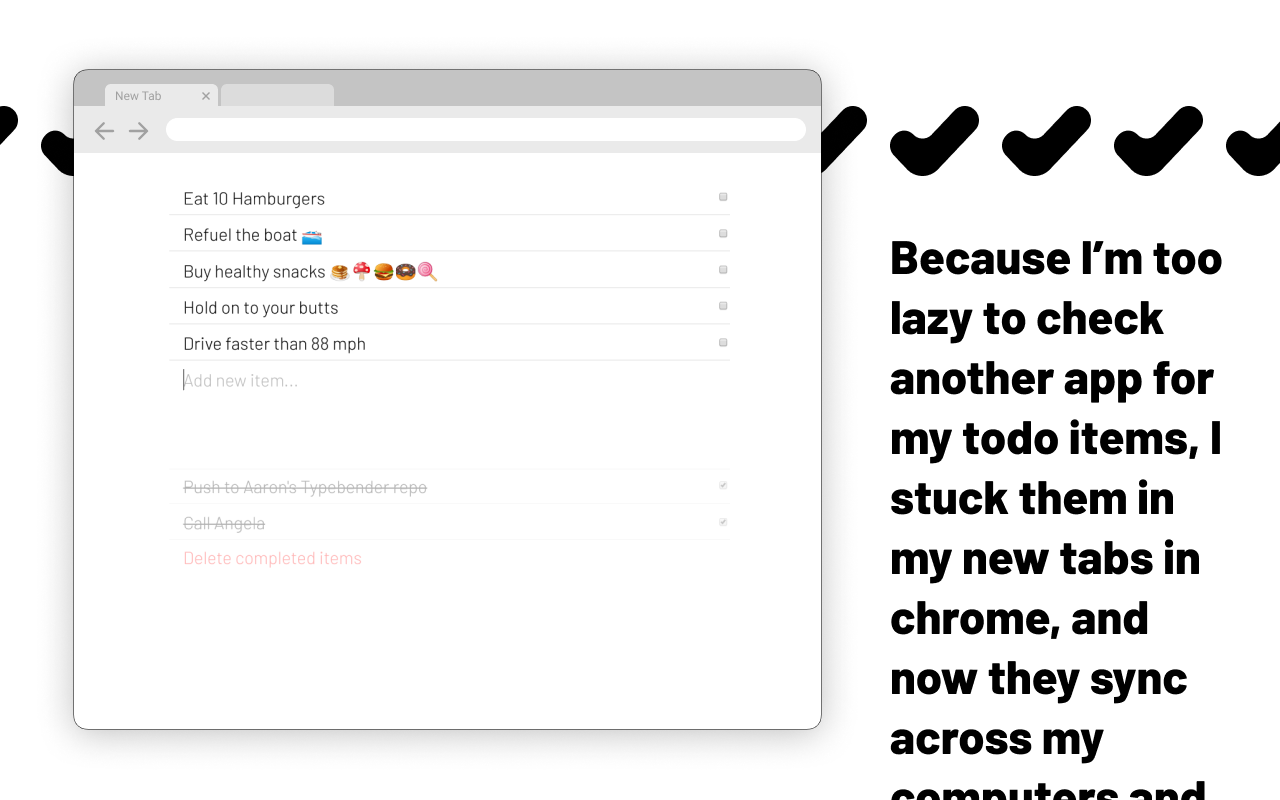 New Tab
Eat 10 Hamburgers
Refuel the boat 🚤
Buy healthy snacks 🥞🍄🍔🍩🍭
Hold on to your butts
Drive faster than 88 mph
Add new item...
Push to Aaron's Typebender repo
Call Angela
Delete completed items
Because I’m too
lazy to check
another app for
my todo items, I
stuck them in
my new tabs in
chrome, and
now they sync
across my
computers and